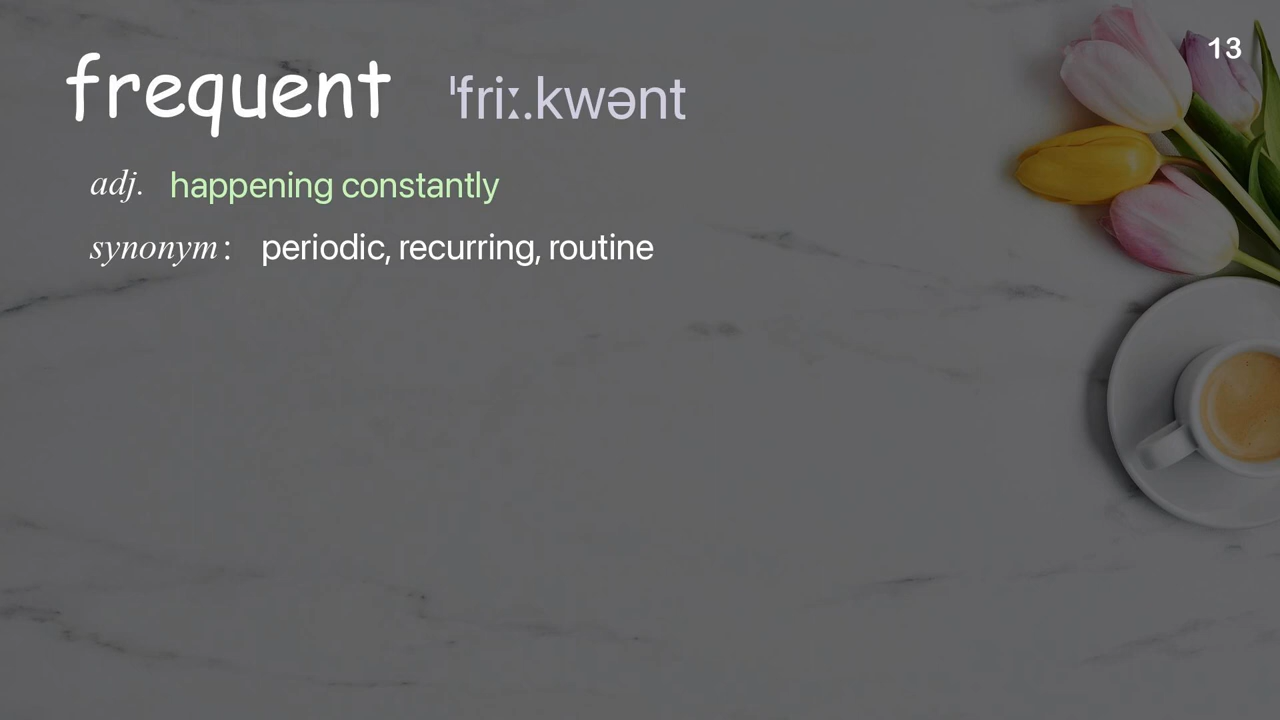 13
frequent ˈfriː.kwənt
adj. happening constantly
synonym: periodic, recurring, routine